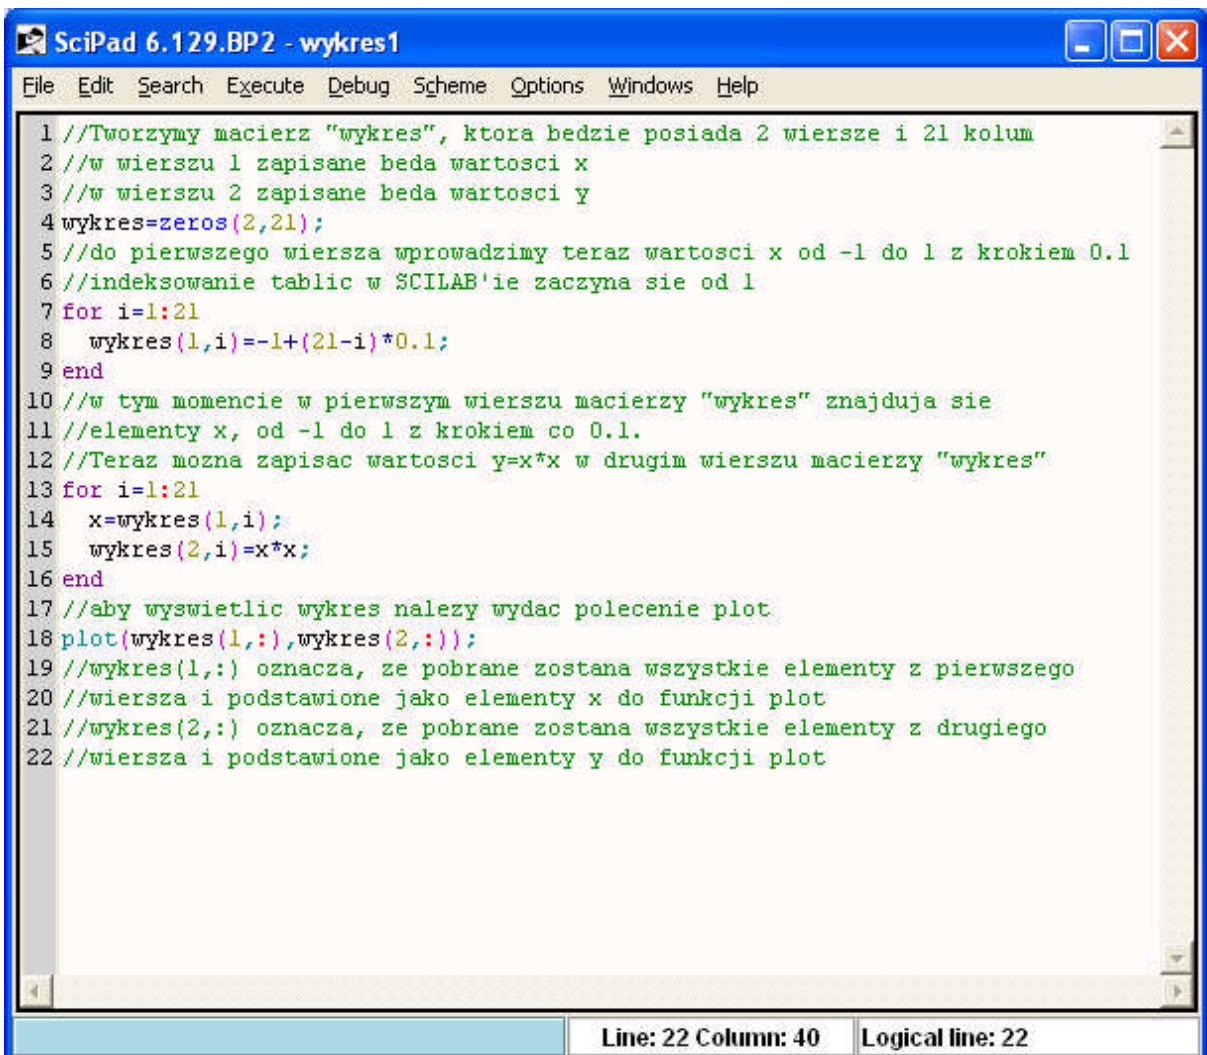 SciPad 6.129.BP2 - wykres1
File Edit Search Execute Debug Scheme Options Windows Help
1 //Tworzymy macierz "wykres", ktora bedzie posiada 2 wiersze i 21 kolum
2 //w wierszu 1 zapisane beda wartosci x
3 //w wierszu 2 zapisane beda wartosci y
4 wykres=zeros(2,21);
5 //do pierwszego wiersza wprowadzimy teraz wartosci x od -1 do 1 z krokiem 0.1
6 //indeksowanie tablic w SCILAB'ie zaczyna sie od 1
7 for i=1:21
8   wykres(1,i)=-1+(21-i)*0.1;
9 end
10 //w tym momencie w pierwszym wierszu macierzy "wykres" znajduja sie
11 //elementy x, od -1 do 1 z krokiem co 0.1.
12 //Teraz mozna zapisac wartosci y=x*x w drugim wierszu macierzy "wykres"
13 for i=1:21
14   x=wykres(1,i);
15   wykres(2,i)=x*x;
16 end
17 //aby wyswietlic wykres nalezy wydac polecenie plot
18 plot(wykres(1,:),wykres(2,:));
19 //wykres(1,:) oznacza, ze pobrane zostana wszystkie elementy z pierwszego
20 //wiersza i podstawione jako elementy x do funkcji plot
21 //wykres(2,:) oznacza, ze pobrane zostana wszystkie elementy z drugiego
22 //wiersza i podstawione jako elementy y do funkcji plot
Line: 22 Column: 40 Logical line: 22